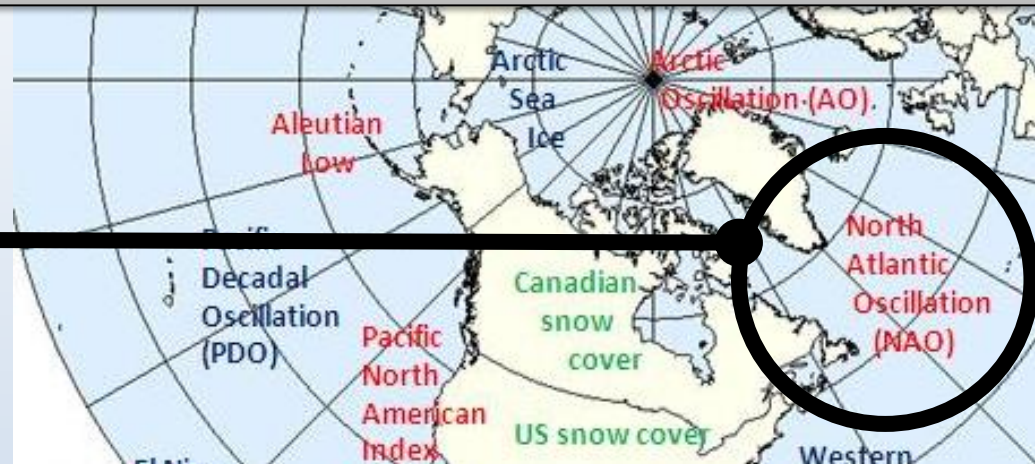 Arctic
Sea
Ice
Arctic
Oscillation (AO).
Aleutian
Low
North
Atlantic
Oscillation
(NAO)
Pacific
Decadal
Oscillation
(PDO)
Canadian
snow
cover
Pacific
North
American
Index
US snow cover
Western